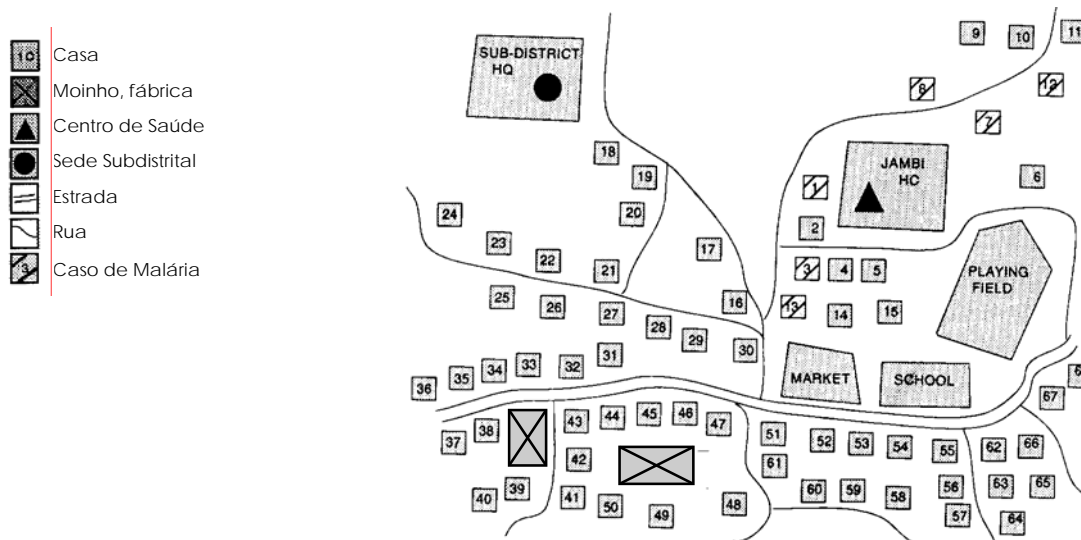 10 Casa
Moinho, fábrica
Centro de Saúde
Sede Subdistrital
Estrada
Rua
3 Caso de Malária
SUB-DISTRICT
HQ
9 10 11
8 12
7
JAMBI
HC
18
19
6
1
24 20
2
23 17
22 21
3 4 5
PLAYING
FIELD
25 26 16
27 13 14 15
28
29 30
31
36 35 34 33 32
MARKET SCHOOL
67
37 38 43 44 45 46 47
51 52 53 54 55 62 66
42 61
40 39 41 50 49 48
60 59 58 56 63 65
57 64